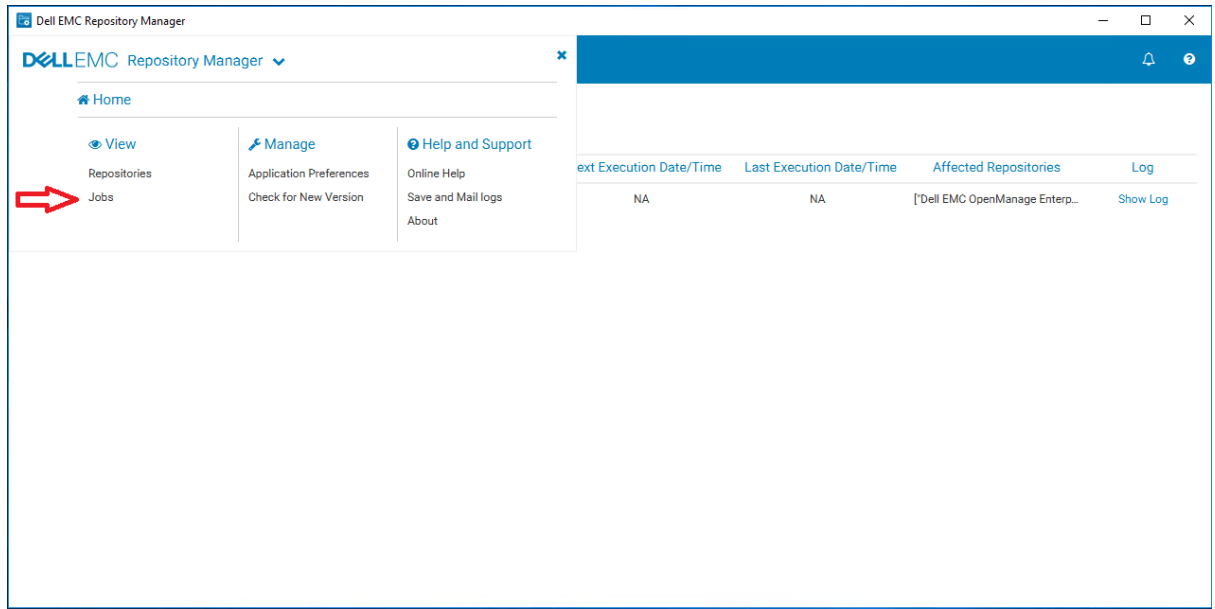 Dell EMC Repository Manager
DELLEMC Repository Manager
Home
View
Repositories
Jobs
Manage
Application Preferences
Check for New Version
Help and Support
Online Help
Save and Mail logs
About
ext Execution Date/Time Last Execution Date/Time Affected Repositories Log
NA NA ["Dell EMC OpenManage Enterp... Show Log